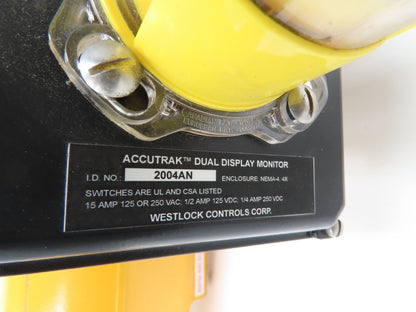 ACCUTRAK™ DUAL DISPLAY MONITOR
I.D. NO.: 2004AN ENCLOSURE: NEMA-4, 4X
SWITCHES ARE UL AND CSA LISTED
15 AMP 125 OR 250 VAC; 1/2 AMP 125 VDC; 1/4 AMP 250 VDC
WESTLOCK CONTROLS CORP.